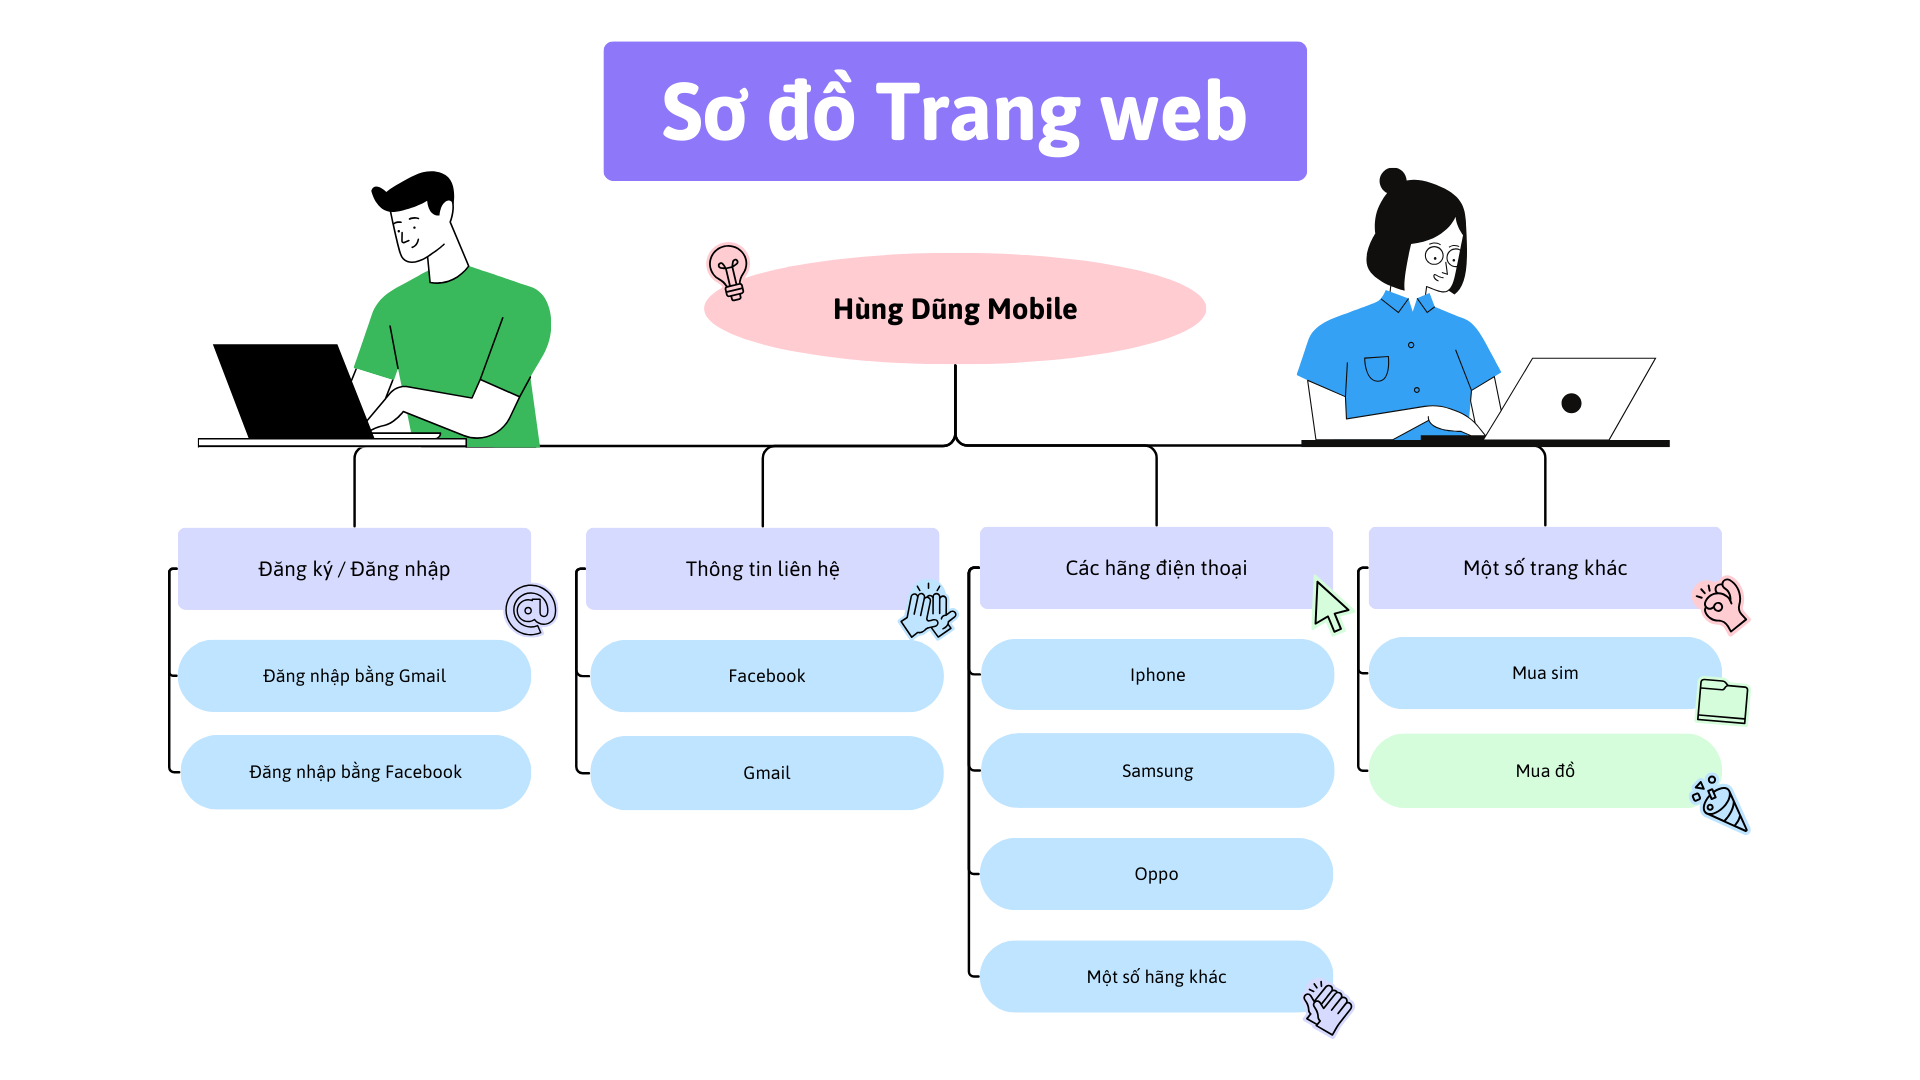 Sơ đồ Trang web
Hùng Dũng Mobile
Đăng ký / Đăng nhập
Đăng nhập bằng Gmail
Đăng nhập bằng Facebook
Thông tin liên hệ
Facebook
Gmail
Các hãng điện thoại
Iphone
Samsung
Oppo
Một số hãng khác
Một số trang khác
Mua sim
Mua đồ